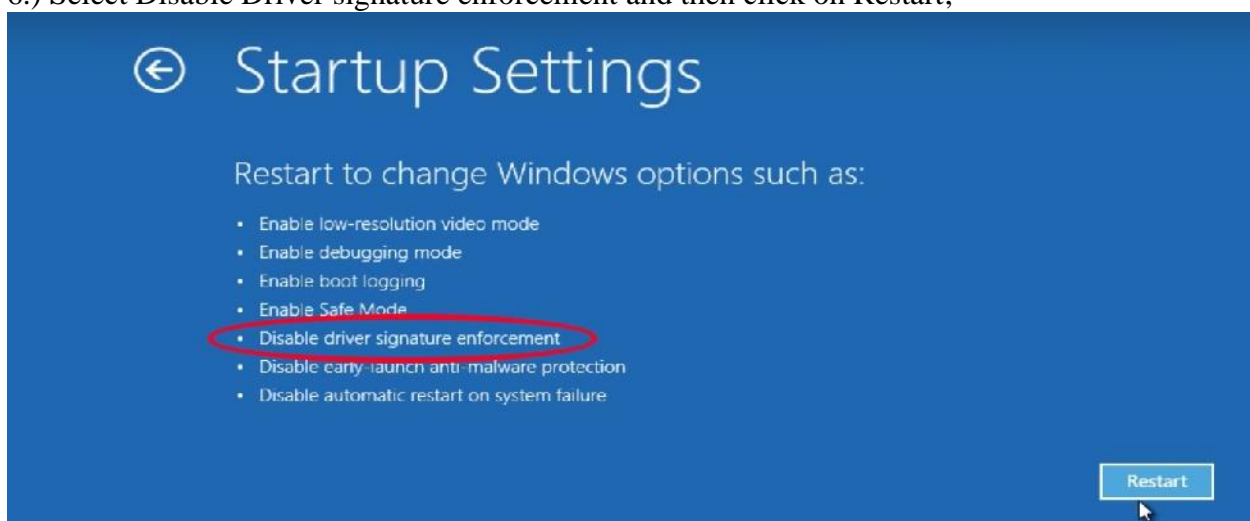 6.) Select Disable Driver signature enforcement and then click on Restart;
Startup Settings
Restart to change Windows options such as:
• Enable low-resolution video mode
• Enable debugging mode
• Enable boot logging
• Enable Safe Mode
• Disable driver signature enforcement
• Disable early-launch anti-malware protection
• Disable automatic restart on system failure
Restart